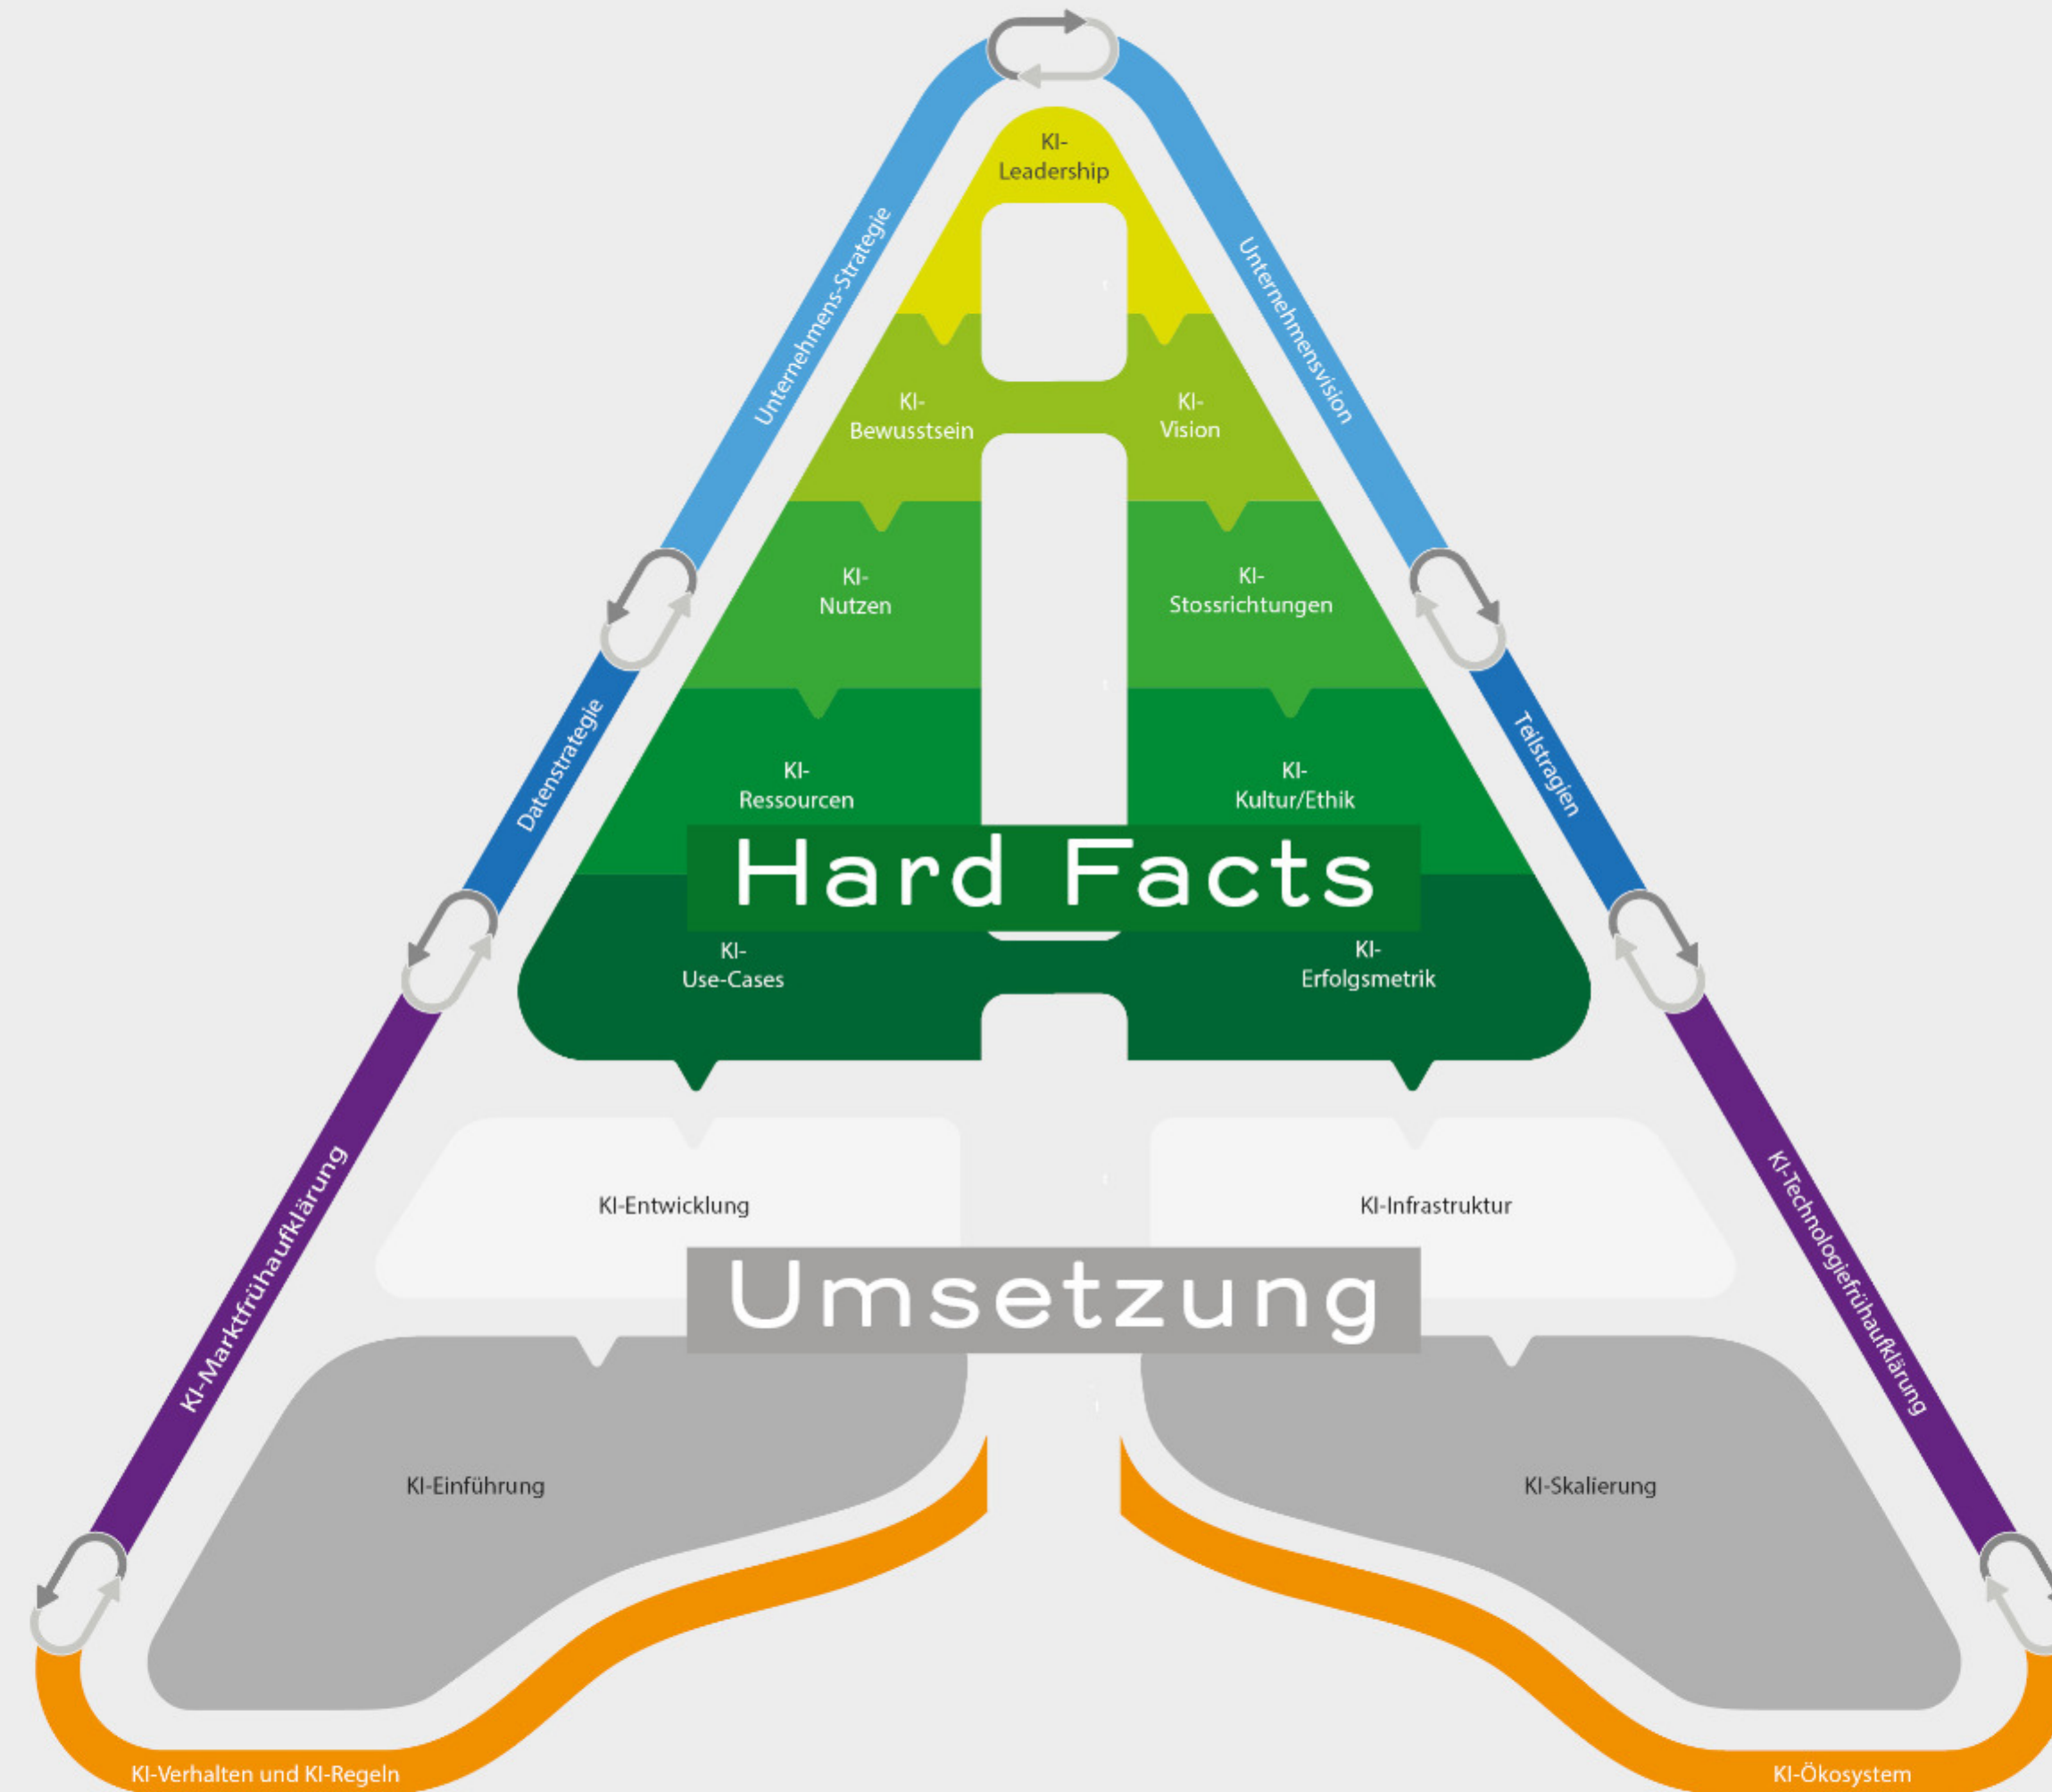 KI-
Leadership
Unternehmens-Strategie
Unternehmensvision
KI-
Bewusstsein
KI-
Vision
KI-
Nutzen
KI-
Stossrichtungen
Datenstrategie
Teilstragien
KI-
Ressourcen
KI-
Kultur/Ethik
Hard Facts
KI-
Use-Cases
KI-
Erfolgsmetrik
KI-Marktfrühaufklärung
KI-Technologiefrühaufklärung
KI-Entwicklung
KI-Infrastruktur
Umsetzung
KI-Einführung
KI-Skalierung
KI-Verhalten und KI-Regeln
KI-Ökosystem